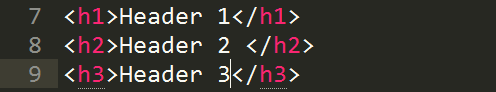 7 <h1>Header 1</h1>
8 <h2>Header 2 </h2>
9 <h3>Header 3</h3>